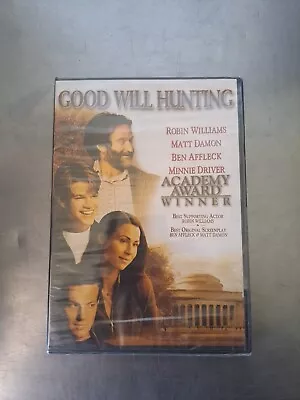 GOOD WILL HUNTING
ROBIN WILLIAMS
MATT DAMON
BEN AFFLECK
MINNIE DRIVER
ACADEMY
AWARD
WINNER
BEST SUPPORTING ACTOR
ROBIN WILLIAMS
BEST ORIGINAL SCREENPLAY
BEN AFFLECK & MATT DAMON